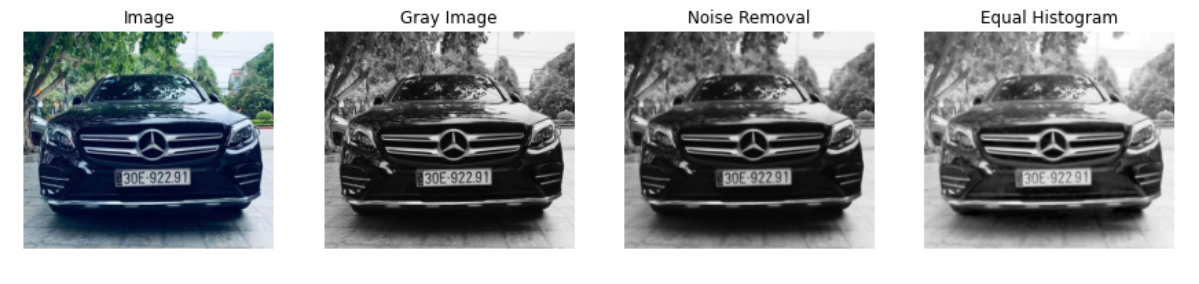 Image
Gray Image
Noise Removal
Equal Histogram
30E-922.91
30E-922.91
30E-922.91
30E-922.91